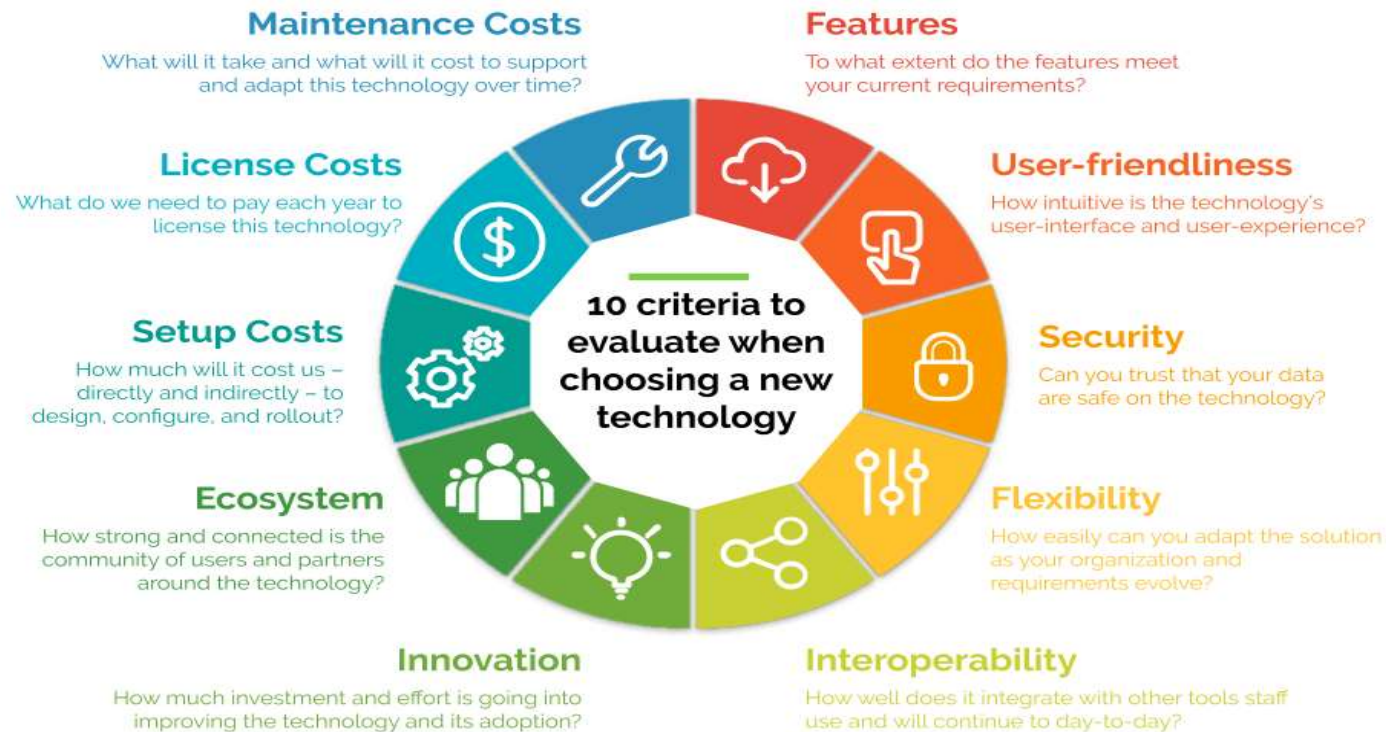 Maintenance Costs
What will it take and what will it cost to support
and adapt this technology over time?
Features
To what extent do the features meet
your current requirements?
License Costs
What do we need to pay each year to
license this technology?
User-friendliness
How intuitive is the technology's
user-interface and user-experience?
$
10 criteria to
evaluate when
choosing a new
technology
Setup Costs
How much will it cost us –
directly and indirectly – to
design, configure, and rollout?
Security
Can you trust that your data
are safe on the technology?
Ecosystem
How strong and connected is the
community of users and partners
around the technology?
Flexibility
How easily can you adapt the solution
as your organization and
requirements evolve?
Innovation
How much investment and effort is going into
improving the technology and its adoption?
Interoperability
How well does it integrate with other tools staff
use and will continue to day-to-day?